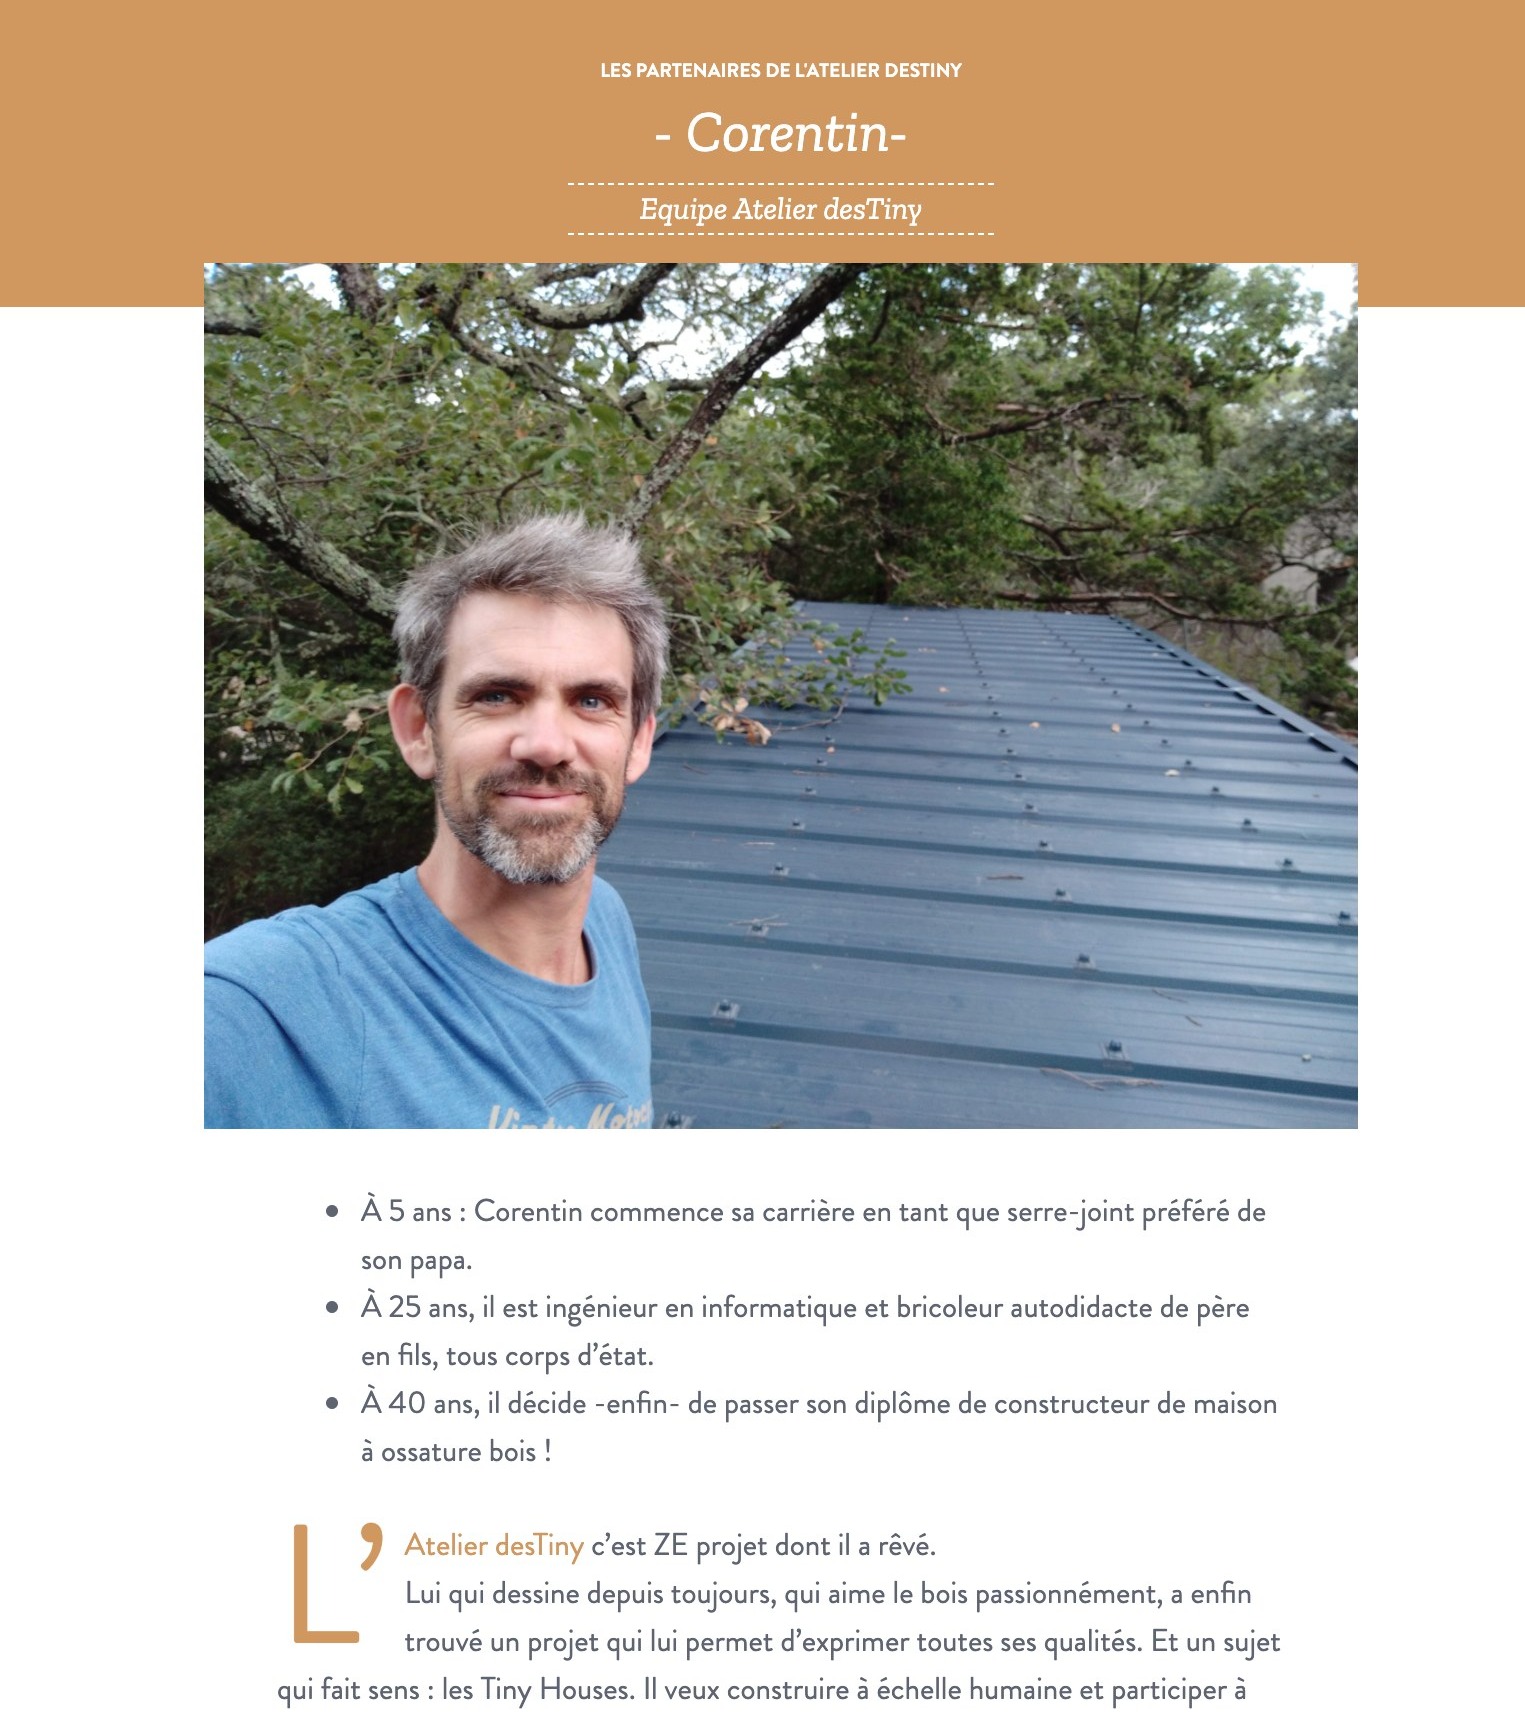 LES PARTENAIRES DE L'ATELIER DESTINY
- Corentin-
Equipe Atelier desTiny
À 5 ans : Corentin commence sa carrière en tant que serre-joint préféré de
son papa.
À 25 ans, il est ingénieur en informatique et bricoleur autodidacte de père
en fils, tous corps d’état.
À 40 ans, il décide -enfin- de passer son diplôme de constructeur de maison
à ossature bois !
L’Atelier desTiny c’est ZE projet dont il a rêvé.
Lui qui dessine depuis toujours, qui aime le bois passionnément, a enfin
trouvé un projet qui lui permet d’exprimer toutes ses qualités. Et un sujet
qui fait sens : les Tiny Houses. Il veux construire à échelle humaine et participer à